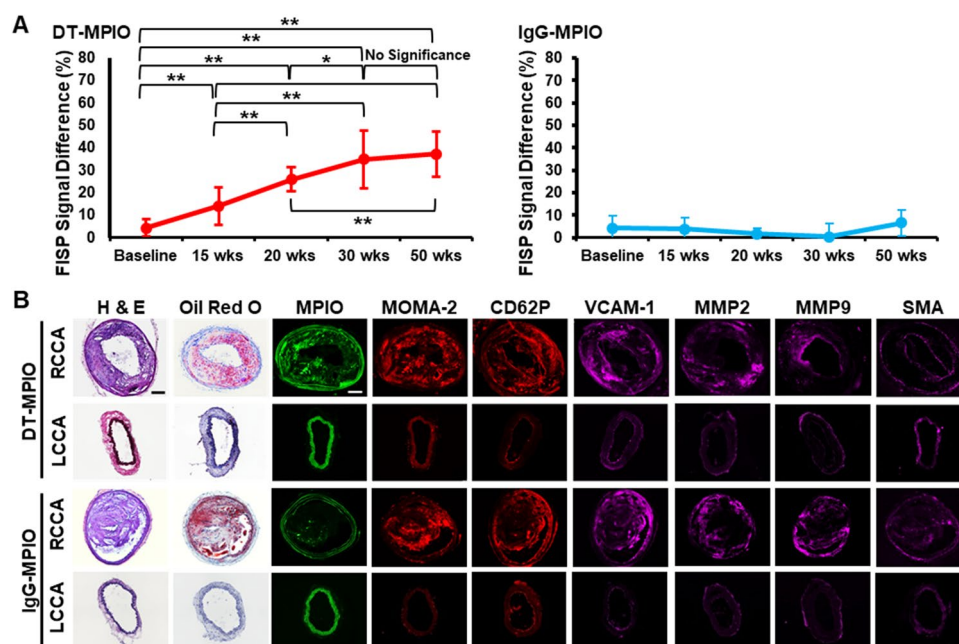 A
DT-MPIO
IgG-MPIO
FISP Signal Difference (%)
80
70
60
50
40
30
20
10
0
**
**
** * No Significance
**
**
**
**
Baseline 15 wks 20 wks 30 wks 50 wks
FISP Signal Difference (%)
80
70
60
50
40
30
20
10
0
Baseline 15 wks 20 wks 30 wks 50 wks
B
H & E Oil Red O MPIO MOMA-2 CD62P VCAM-1 MMP2 MMP9 SMA
DT-MPIO
RCCA
LCCA
IgG-MPIO
RCCA
LCCA